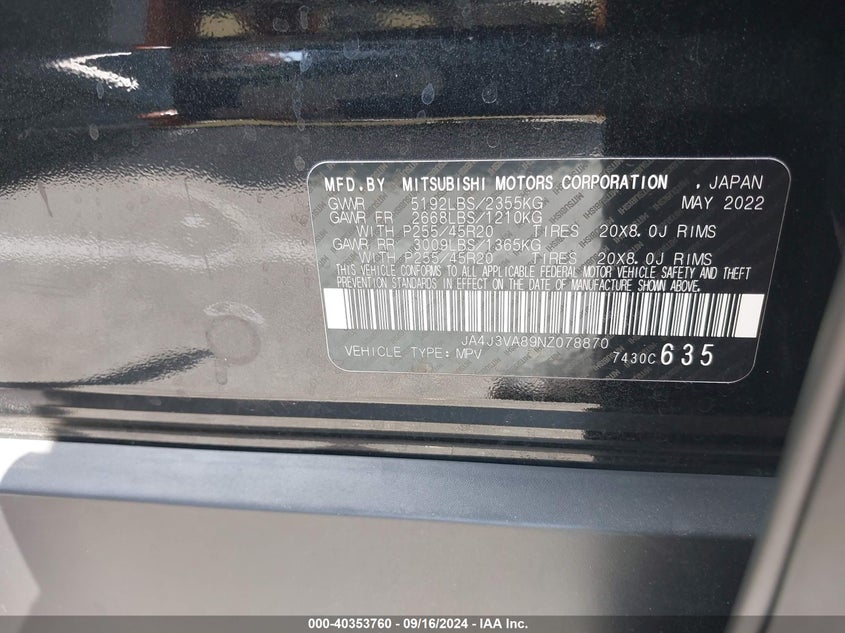 MFD.BY MITSUBISHI MOTORS CORPORATION , JAPAN
GVWR 5192LBS/2355KG MAY 2022
GAWR FR 2668LBS/1210KG
WITH P255/45R20 TIRES 20X8.0J RIMS
GAWR RR 3009LBS/1365KG
WITH P255/45R20 TIRES 20X8.0J RIMS
THIS VEHICLE CONFORMS TO ALL APPLICABLE FEDERAL MOTOR VEHICLE SAFETY AND THEFT
PREVENTION STANDARDS IN EFFECT ON THE DATE OF MANUFACTURE SHOWN ABOVE.
JA4J3VA89NZ078870
VEHICLE TYPE:MPV 7430C 635
000-40353760 - 09/16/2024 - IAAI Inc.